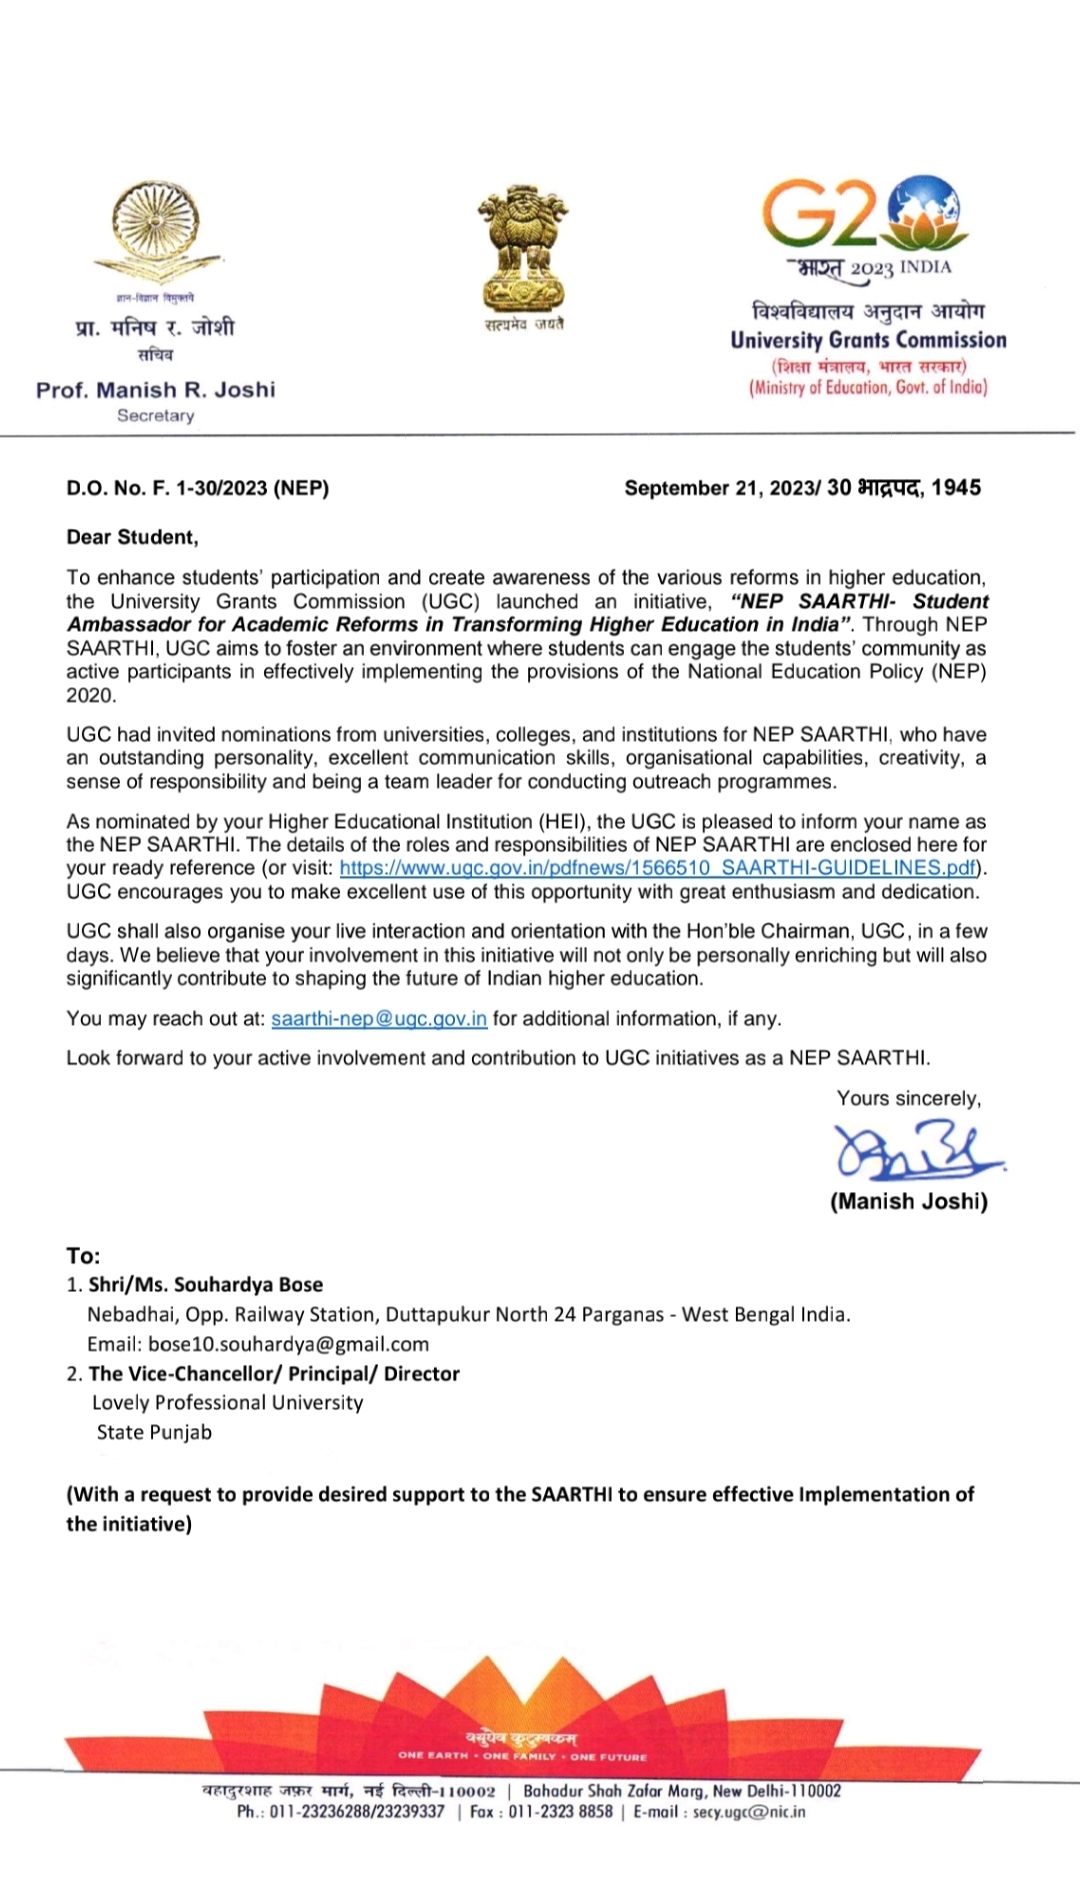 ज्ञान-विज्ञान विमुक्तये
प्रा. मनिष र. जोशी
सचिव
Prof. Manish R. Joshi
Secretary
सत्यमेव जयते
G20
भारत 2023 INDIA
विश्वविद्यालय अनुदान आयोग
University Grants Commission
(शिक्षा मंत्रालय, भारत सरकार)
(Ministry of Education, Govt. of India)
D.O. No. F. 1-30/2023 (NEP) September 21, 2023/ 30 भाद्रपद, 1945
Dear Student,
To enhance students' participation and create awareness of the various reforms in higher education,
the University Grants Commission (UGC) launched an initiative, “NEP SAARTHI- Student
Ambassador for Academic Reforms in Transforming Higher Education in India”. Through NEP
SAARTHI, UGC aims to foster an environment where students can engage the students' community as
active participants in effectively implementing the provisions of the National Education Policy (NEP)
2020.
UGC had invited nominations from universities, colleges, and institutions for NEP SAARTHI, who have
an outstanding personality, excellent communication skills, organisational capabilities, creativity, a
sense of responsibility and being a team leader for conducting outreach programmes.
As nominated by your Higher Educational Institution (HEI), the UGC is pleased to inform your name as
the NEP SAARTHI. The details of the roles and responsibilities of NEP SAARTHI are enclosed here for
your ready reference (or visit: https://www.ugc.gov.in/pdfnews/1566510_SAARTHI-GUIDELINES.pdf).
UGC encourages you to make excellent use of this opportunity with great enthusiasm and dedication.
UGC shall also organise your live interaction and orientation with the Hon'ble Chairman, UGC, in a few
days. We believe that your involvement in this initiative will not only be personally enriching but will also
significantly contribute to shaping the future of Indian higher education.
You may reach out at: saarthi-nep@ugc.gov.in for additional information, if any.
Look forward to your active involvement and contribution to UGC initiatives as a NEP SAARTHI.
Yours sincerely,
(Manish Joshi)
To:
1. Shri/Ms. Souhardya Bose
Nebadhai, Opp. Railway Station, Duttapukur North 24 Parganas - West Bengal India.
Email: bose10.souhardya@gmail.com
2. The Vice-Chancellor/ Principal/ Director
Lovely Professional University
State Punjab
(With a request to provide desired support to the SAARTHI to ensure effective Implementation of
the initiative)
वसुधैव कुटुम्बकम्
ONE EARTH • ONE FAMILY • ONE FUTURE
बहादुरशाह जफ़र मार्ग, नई दिल्ली-110002 | Bahadur Shah Zafar Marg, New Delhi-110002
Ph.: 011-23236288/23239337 | Fax : 011-2323 8858 | E-mail : secy.ugc@nic.in